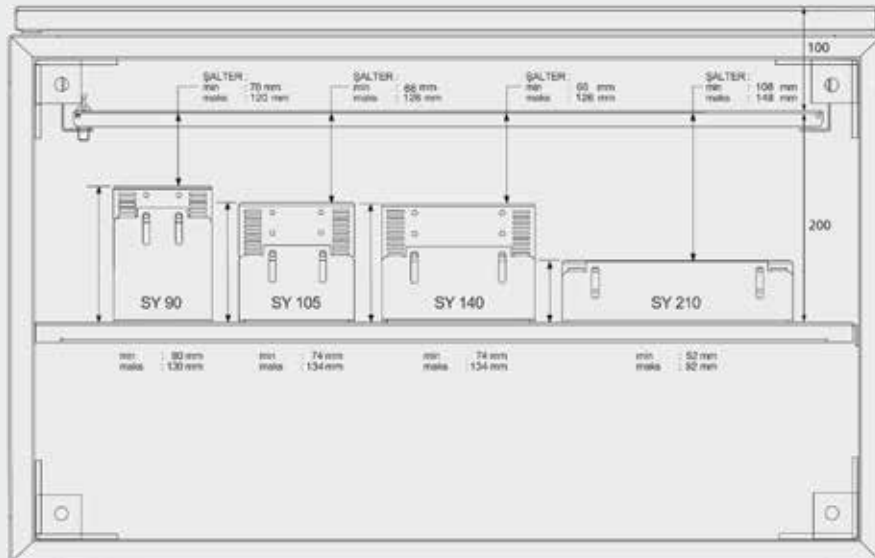 100
ŞALTER :
min : 70 mm
maks : 120 mm
ŞALTER :
min : 66 mm
maks : 126 mm
ŞALTER :
min : 60 mm
maks : 126 mm
ŞALTER :
min : 108 mm
maks : 148 mm
200
SY 90
SY 105
SY 140
SY 210
min : 80 mm
maks : 130 mm
min : 74 mm
maks : 134 mm
min : 74 mm
maks : 134 mm
min : 52 mm
maks : 92 mm